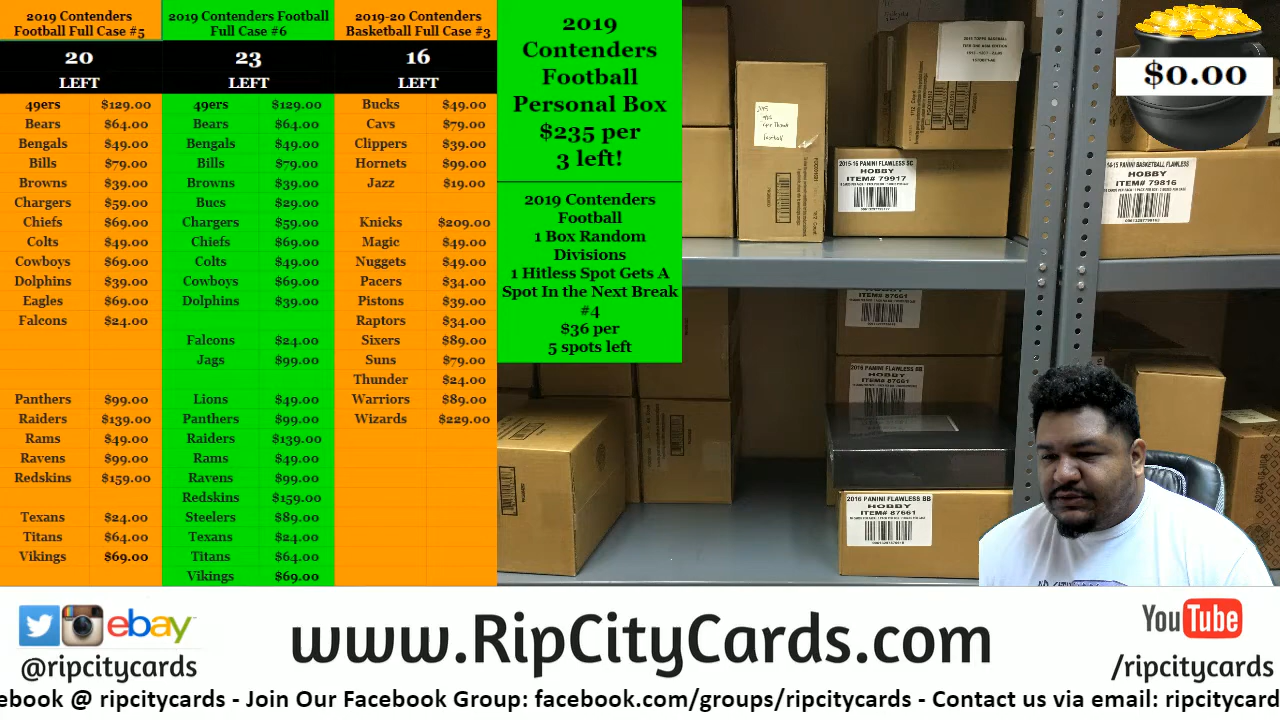 2019 Contenders
Football Full Case #5
20
LEFT
49ers $129.00
Bears $64.00
Bengals $49.00
Bills $79.00
Browns $39.00
Chargers $59.00
Chiefs $69.00
Colts $49.00
Cowboys $69.00
Dolphins $39.00
Eagles $69.00
Falcons $24.00
Panthers $99.00
Raiders $139.00
Rams $49.00
Ravens $99.00
Redskins $159.00
Texans $24.00
Titans $64.00
Vikings $69.00
2019 Contenders Football
Full Case #6
23
LEFT
49ers $129.00
Bears $64.00
Bengals $49.00
Bills $79.00
Browns $39.00
Bucs $29.00
Chargers $59.00
Chiefs $69.00
Colts $49.00
Cowboys $69.00
Dolphins $39.00
Falcons $24.00
Jags $99.00
Lions $49.00
Panthers $99.00
Raiders $139.00
Rams $49.00
Ravens $99.00
Redskins $159.00
Steelers $89.00
Texans $24.00
Titans $64.00
Vikings $69.00
2019-20 Contenders
Basketball Full Case #3
16
LEFT
Bucks $49.00
Cavs $79.00
Clippers $39.00
Hornets $99.00
Jazz $19.00
Knicks $209.00
Magic $49.00
Nuggets $49.00
Pacers $34.00
Pistons $39.00
Raptors $34.00
Sixers $89.00
Suns $79.00
Thunder $24.00
Warriors $89.00
Wizards $229.00
2019
Contenders
Football
Personal Box
$235 per
3 left!
2019 Contenders
Football
1 Box Random
Divisions
1 Hitless Spot Gets A
Spot In the Next Break
#4
$36 per
5 spots left
$0.00
2015-16 PANINI FLAWLESS SC
HOBBY
ITEM# 79917
14-15 PANINI BASKETBALL FLAWLESS
HOBBY
ITEM# 79816
ITEM# 87661
2016 PANINI FLAWLESS BB
HOBBY
ITEM# 87661
2016 PANINI FLAWLESS BB
HOBBY
ITEM# 87661
ebay
@ripcitycards
www.RipCityCards.com
YouTube
/ripcitycards
ebook @ ripcitycards - Join Our Facebook Group: facebook.com/groups/ripcitycards - Contact us via email: ripcitycard